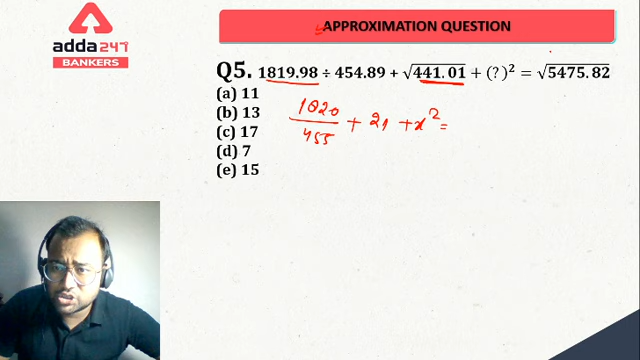 adda247
BANKERS
APPROXIMATION QUESTION
Q5. 1819.98 ÷ 454.89 + √441.01 + (?)² = √5475.82
(a) 11
(b) 13
(c) 17
(d) 7
(e) 15
1820/455 + 21 + x² =